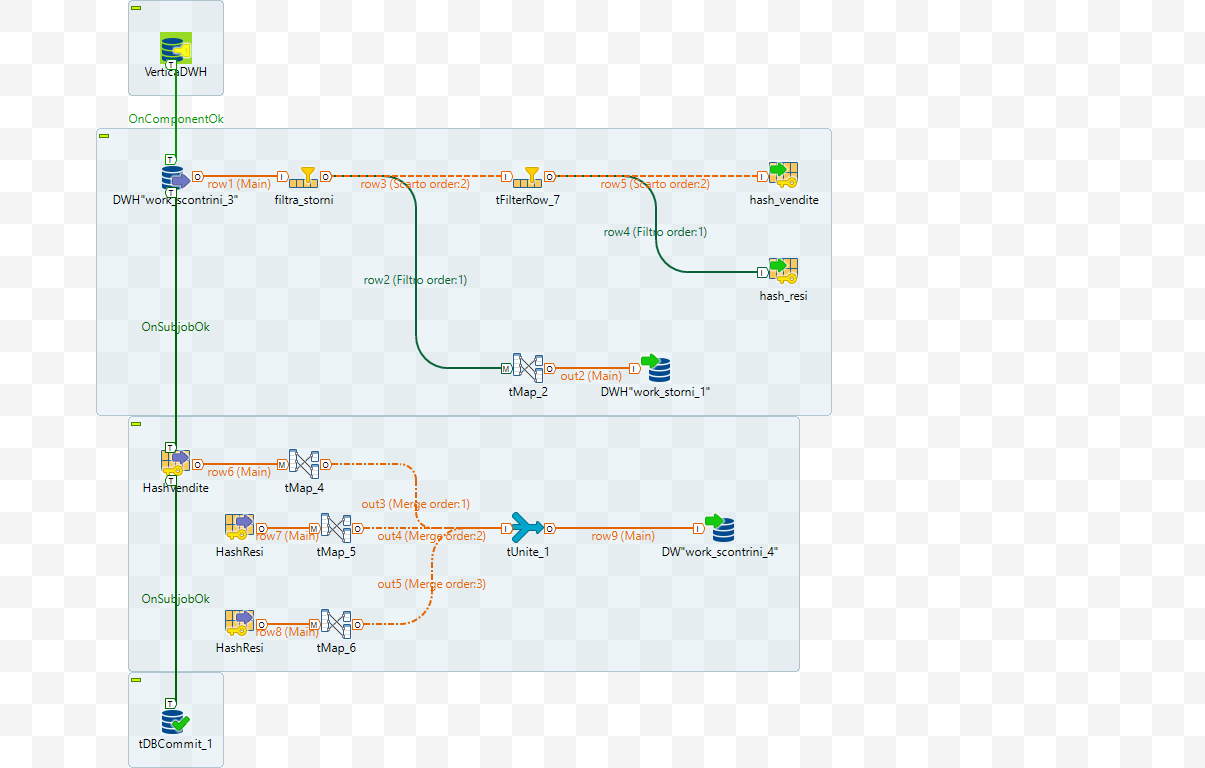 VerticaDWH
OnComponentOk
row1 (Main)
row3 (Scarto order:2)
row5 (Scarto order:2)
DWH"work_scontrini_3"
filtra_storni
tFilterRow_7
hash_vendite
row4 (Filtro order:1)
row2 (Filtro order:1)
hash_resi
OnSubjobOk
out2 (Main)
tMap_2
DWH"work_storni_1"
row6 (Main)
HashVendite
tMap_4
out3 (Merge order:1)
row7 (Main)
out4 (Merge order:2)
row9 (Main)
HashResi
tMap_5
tUnite_1
DW"work_scontrini_4"
out5 (Merge order:3)
OnSubjobOk
row8 (Main)
HashResi
tMap_6
tDBCommit_1